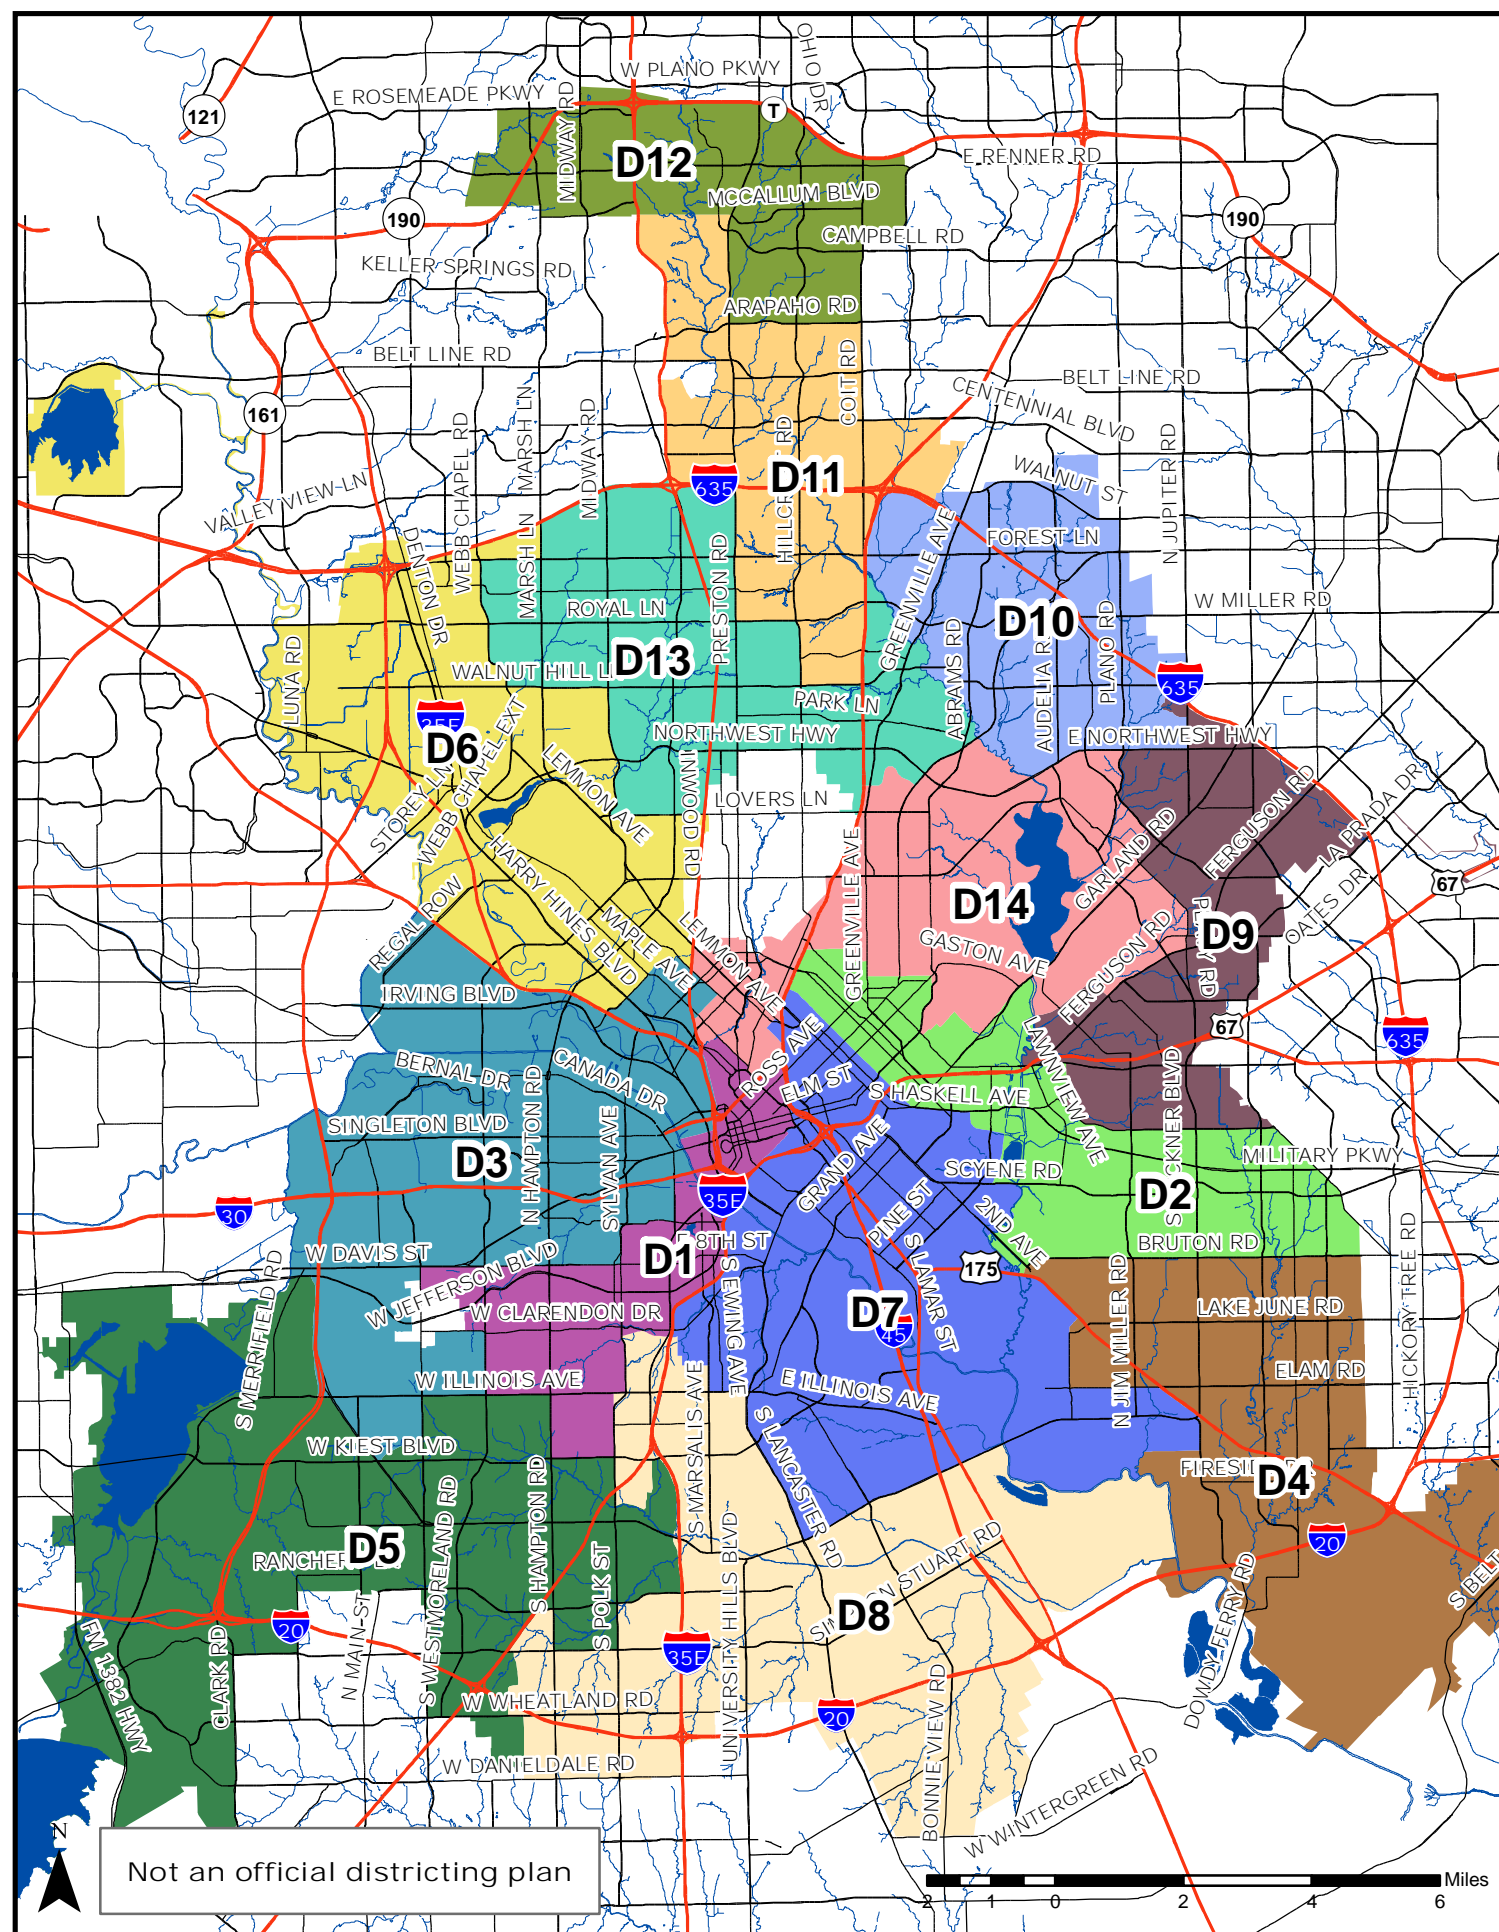 W PLANO PKWY
OHIO DR
E ROSEMEADE PKWY
MIDWAY RD
121
T
D12
E RENNER RD
MCCALLUM BLVD
190
CAMPBELL RD
190
KELLER SPRINGS RD
ARAPAHO RD
BELT LINE RD
COIT RD
BELT LINE RD
CENTENNIAL BLVD
161
WEBB CHAPEL RD
MARSH LN
MIDWAY RD
D11
635
WALNUT ST
N JUPITER RD
VALLEY VIEW LN
DENTON DR
MARSH LN
GREENVILLE AVE
FOREST LN
PRESTON RD
ROYAL LN
W MILLER RD
D10
D13
PLANO RD
ABRAMS RD
LUNA RD
WALNUT HILL L
635
PARK LN
35E
D6
NORTHWEST HWY
E NORTHWEST HWY
STOREY LN
WEBB CHAPEL EXT
LEMMON AVE
INWOOD RD
LOVERS LN
FERGUSON RD
LA PRADA DR
GARLAND RD
HARRY HINES BLVD
GREENVILLE AVE
67
REGAL ROW
MAPLE AVE
LEMMON AVE
D14
OATES DR
D9
GASTON AVE
FERGUSON RD
IRVING BLVD
67
635
ROSS AVE
LAWNVIEW AVE
BERNAL DR
CANADA DR
ELM ST
S HASKELL AVE
N HAMPTON RD
SINGLETON BLVD
SYLVAN AVE
GRAND AVE
MILITARY PKWY
D3
SCYENE RD
D2
35E
30
PINE ST
2ND AVE
W DAVIS ST
8TH ST
D1
BRUTON RD
S MERRIFIELD RD
W JEFFERSON BLVD
S EWING AVE
S LAMAR ST
175
N JIM MILLER RD
HICKORY TREE RD
W CLARENDON DR
D7
45
LAKE JUNE RD
W ILLINOIS AVE
E ILLINOIS AVE
ELAM RD
S MARSALIS AVE
W KIEST BLVD
S LANCASTER RD
D4
S WESTMORELAND RD
S HAMPTON RD
D5
20
S BELT
S POLK ST
UNIVERSITY HILLS BLVD
D8
20
N MAIN ST
35E
DOWDY FERRY RD
FM 1382 HWY
CLARK RD
W WHEATLAND RD
20
BONNIE VIEW RD
W DANIELDALE RD
W WINTERGREEN RD
N
Not an official districting plan
Miles
2 1 0 2 4 6